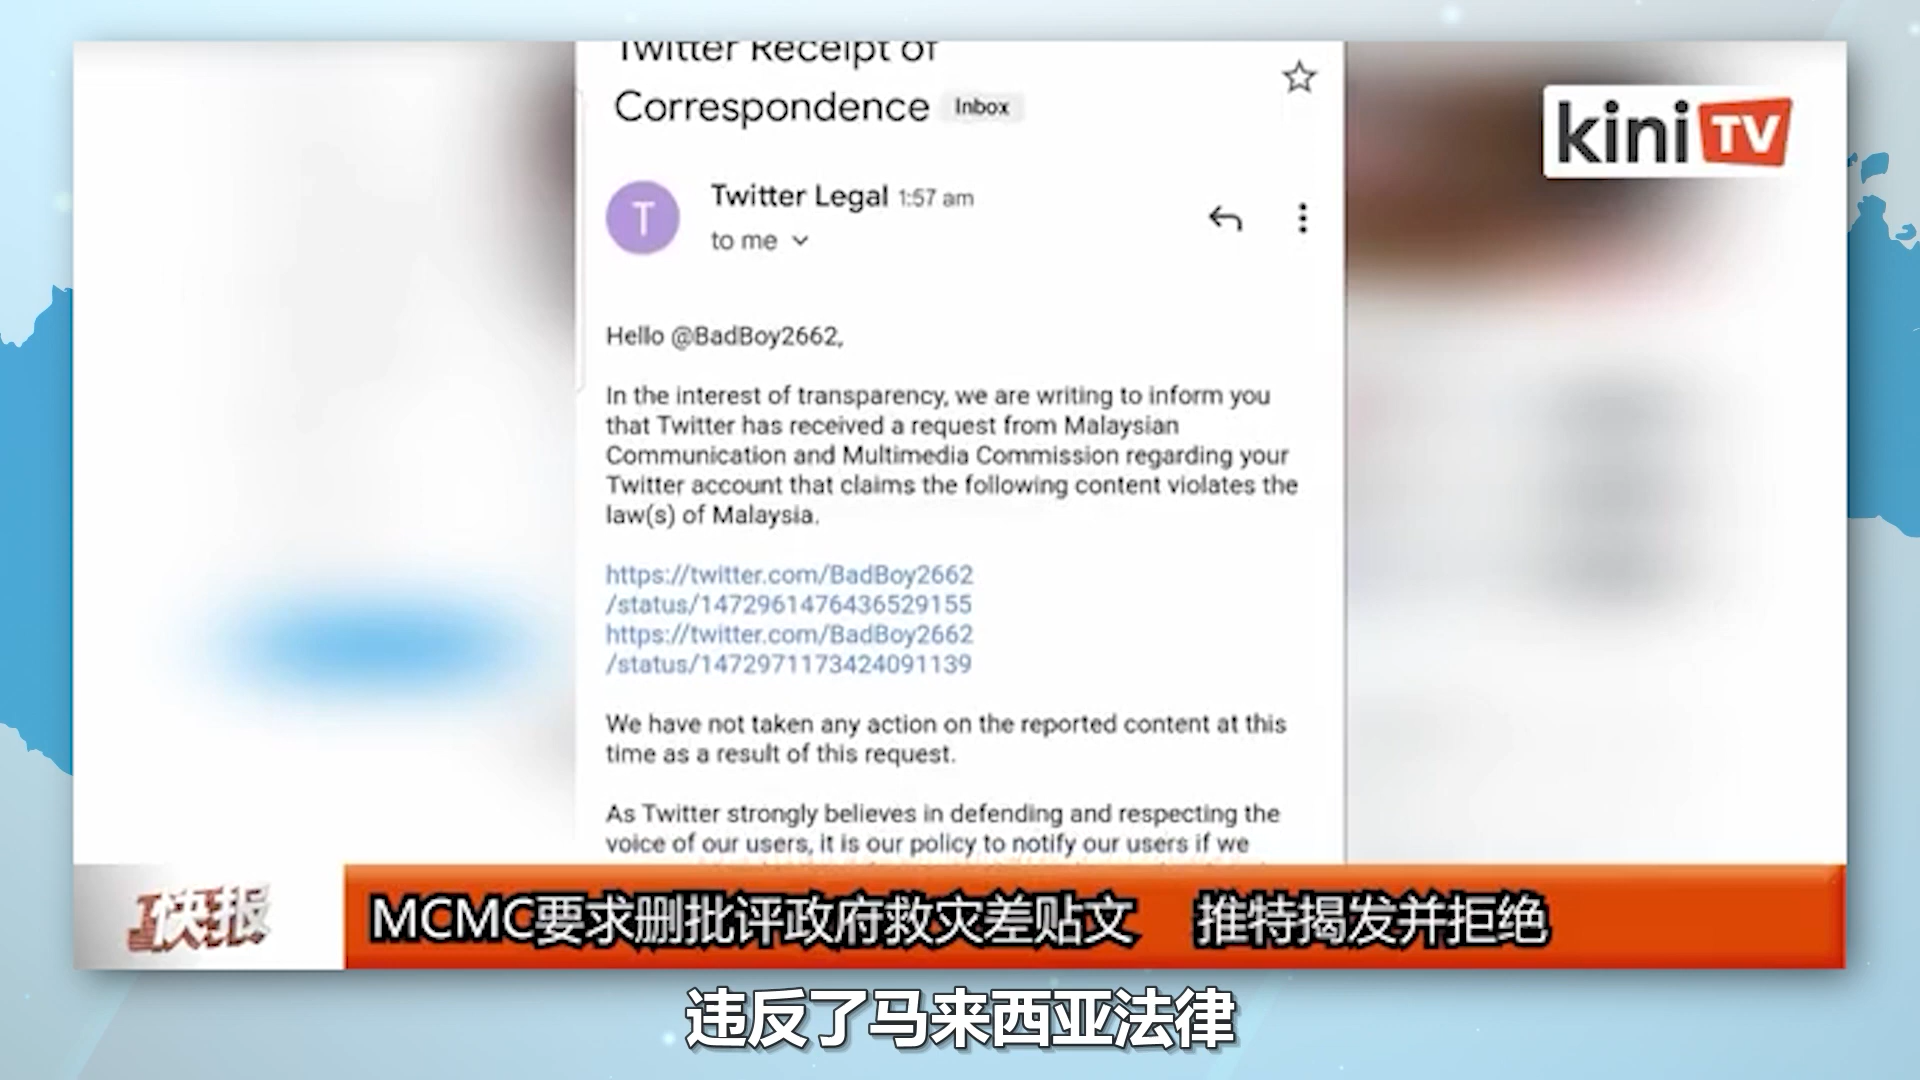 Twitter Receipt of
Correspondence Inbox
kini TV
T
Twitter Legal 1:57 am
to me
Hello @BadBoy2662,
In the interest of transparency, we are writing to inform you
that Twitter has received a request from Malaysian
Communication and Multimedia Commission regarding your
Twitter account that claims the following content violates the
law(s) of Malaysia.
https://twitter.com/BadBoy2662
/status/1472961476436529155
https://twitter.com/BadBoy2662
/status/1472971173424091139
We have not taken any action on the reported content at this
time as a result of this request.
As Twitter strongly believes in defending and respecting the
voice of our users, it is our policy to notify our users if we
快报
MCMC要求删批评政府救灾差贴文 推特揭发并拒绝
违反了马来西亚法律